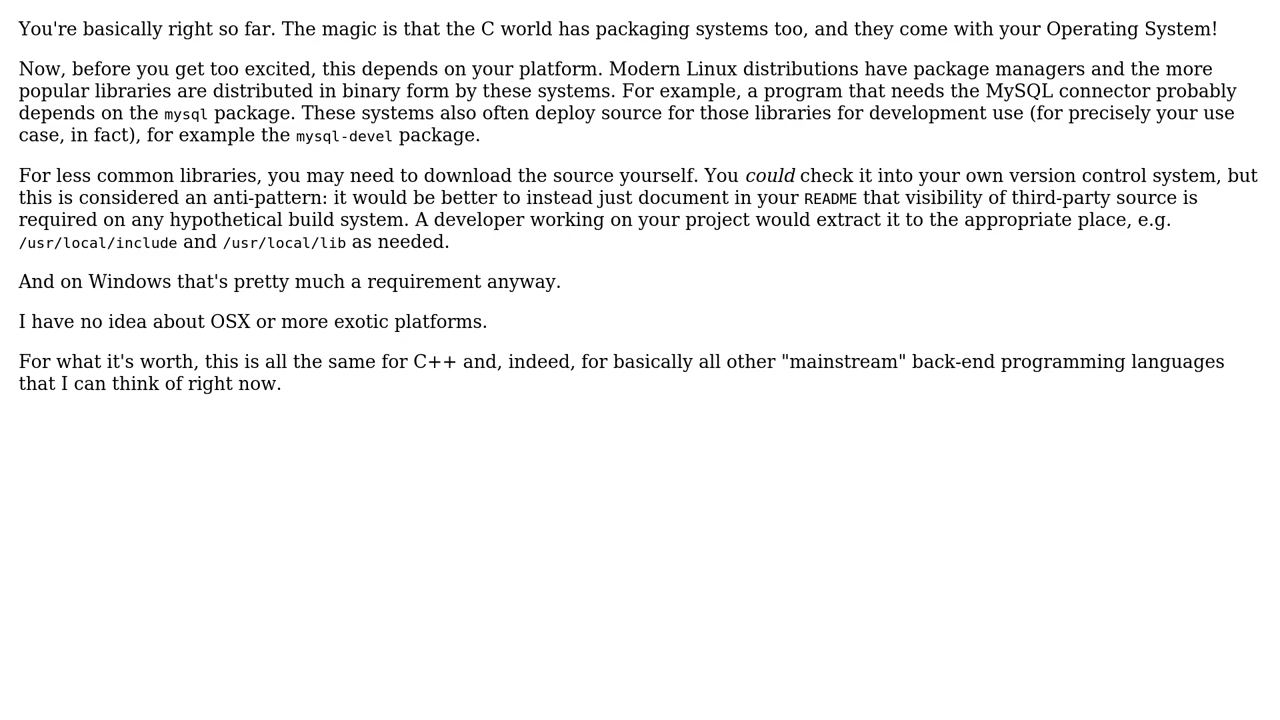 You're basically right so far. The magic is that the C world has packaging systems too, and they come with your Operating System!
Now, before you get too excited, this depends on your platform. Modern Linux distributions have package managers and the more
popular libraries are distributed in binary form by these systems. For example, a program that needs the MySQL connector probably
depends on the mysql package. These systems also often deploy source for those libraries for development use (for precisely your use
case, in fact), for example the mysql-devel package.
For less common libraries, you may need to download the source yourself. You could check it into your own version control system, but
this is considered an anti-pattern: it would be better to instead just document in your README that visibility of third-party source is
required on any hypothetical build system. A developer working on your project would extract it to the appropriate place, e.g.
/usr/local/include and /usr/local/lib as needed.
And on Windows that's pretty much a requirement anyway.
I have no idea about OSX or more exotic platforms.
For what it's worth, this is all the same for C++ and, indeed, for basically all other "mainstream" back-end programming languages
that I can think of right now.